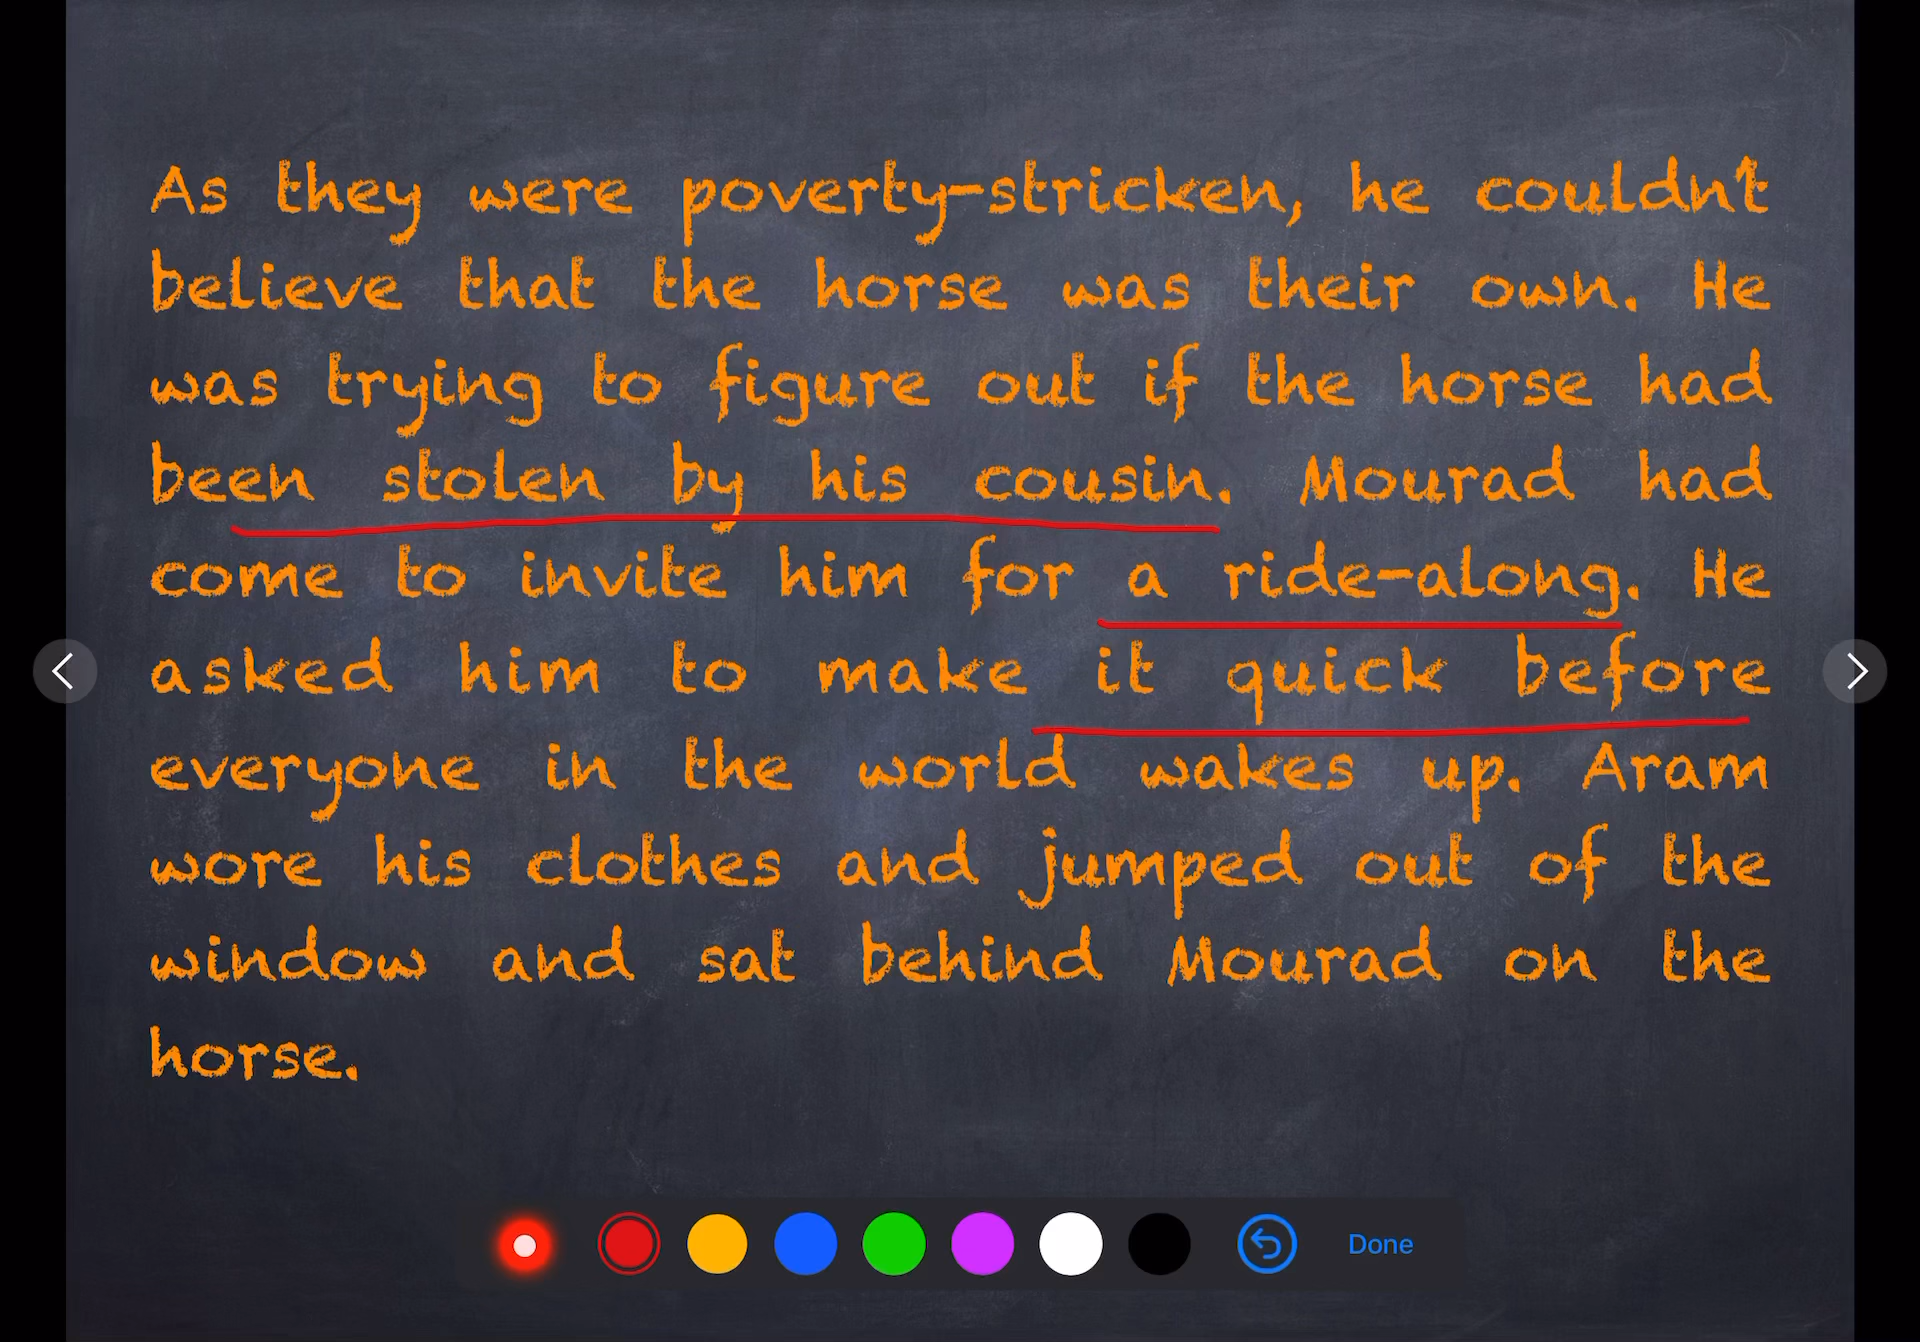 As they were poverty-stricken, he couldn't
believe that the horse was their own. He
was trying to figure out if the horse had
been stolen by his cousin. Mourad had
come to invite him for a ride-along. He
asked him to make it quick before
everyone in the world wakes up. Aram
wore his clothes and jumped out of the
window and sat behind Mourad on the
horse.
Done